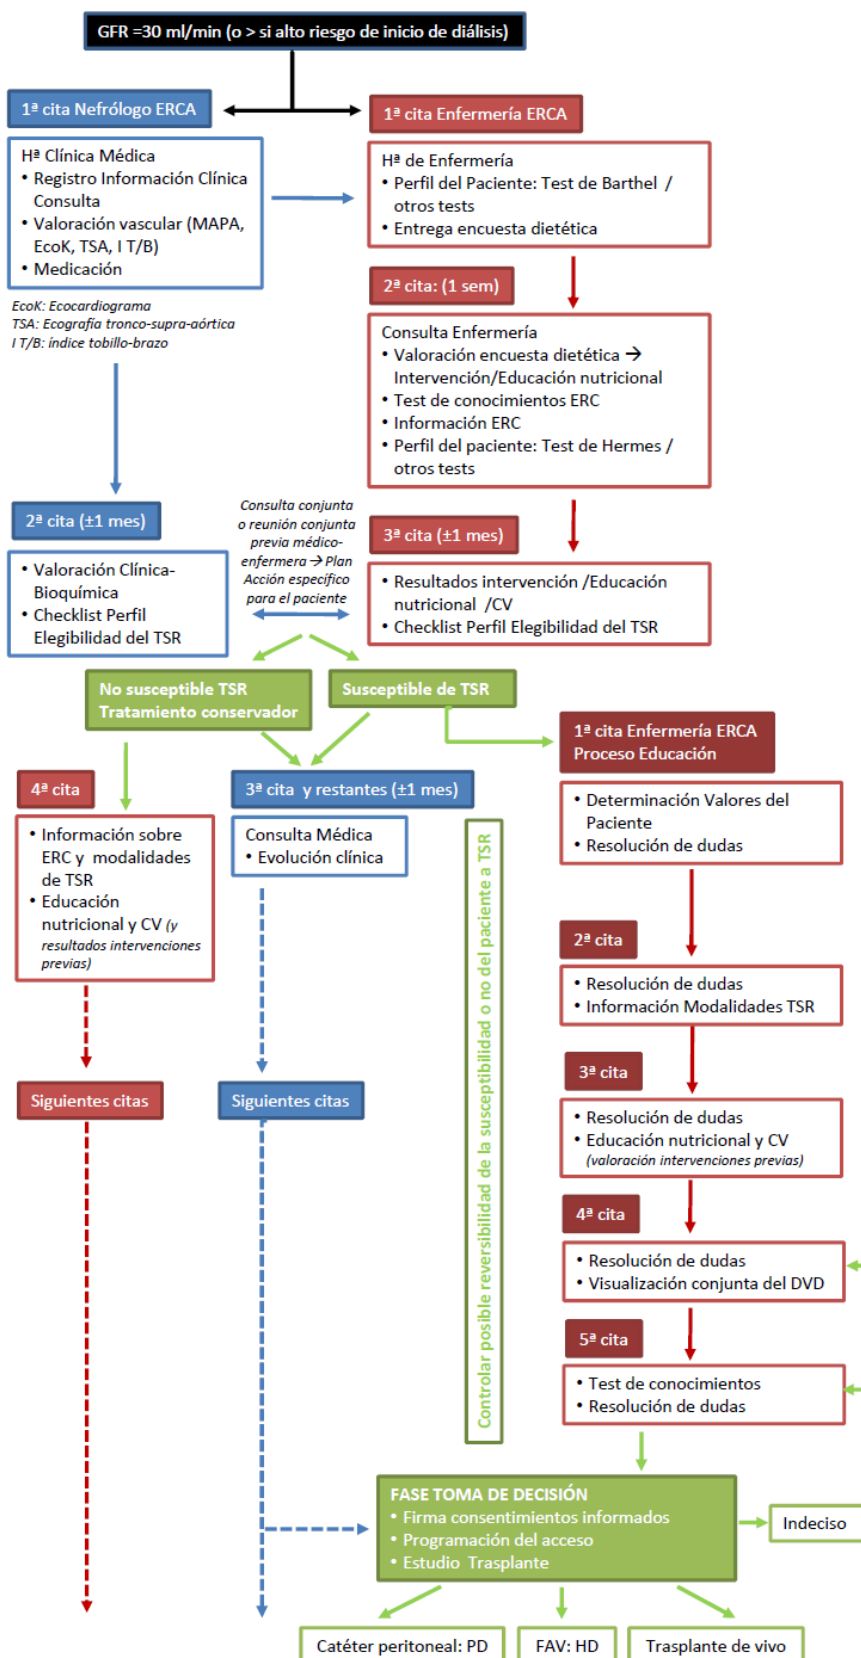 GFR =30 ml/min (o > si alto riesgo de inicio de diálisis)
1ª cita Nefrólogo ERCA
Hª Clínica Médica
• Registro Información Clínica
Consulta
• Valoración vascular (MAPA,
EcoK, TSA, I T/B)
• Medicación
EcoK: Ecocardiograma
TSA: Ecografía tronco-supra-aórtica
I T/B: índice tobillo-brazo
1ª cita Enfermería ERCA
Hª de Enfermería
• Perfil del Paciente: Test de Barthel /
otros tests
• Entrega encuesta dietética
2ª cita: (1 sem)
Consulta Enfermería
• Valoración encuesta dietética →
Intervención/Educación nutricional
• Test de conocimientos ERC
• Información ERC
• Perfil del paciente: Test de Hermes /
otros tests
2ª cita (±1 mes)
• Valoración Clínica-
Bioquímica
• Checklist Perfil
Elegibilidad del TSR
Consulta conjunta
o reunión conjunta
previa médico-
enfermera → Plan
Acción específico
para el paciente
3ª cita (±1 mes)
• Resultados intervención /Educación
nutricional /CV
• Checklist Perfil Elegibilidad del TSR
No susceptible TSR
Tratamiento conservador
Susceptible de TSR
4ª cita
• Información sobre
ERC y modalidades
de TSR
• Educación
nutricional y CV (y
resultados intervenciones
previas)
Siguientes citas
3ª cita y restantes (±1 mes)
Consulta Médica
• Evolución clínica
Siguientes citas
Controlar posible reversibilidad de la susceptibilidad o no del paciente a TSR
1ª cita Enfermería ERCA
Proceso Educación
• Determinación Valores del
Paciente
• Resolución de dudas
2ª cita
• Resolución de dudas
• Información Modalidades TSR
3ª cita
• Resolución de dudas
• Educación nutricional y CV
(valoración intervenciones previas)
4ª cita
• Resolución de dudas
• Visualización conjunta del DVD
5ª cita
• Test de conocimientos
• Resolución de dudas
FASE TOMA DE DECISIÓN
• Firma consentimientos informados
• Programación del acceso
• Estudio Trasplante
Indeciso
Catéter peritoneal: PD
FAV: HD
Trasplante de vivo